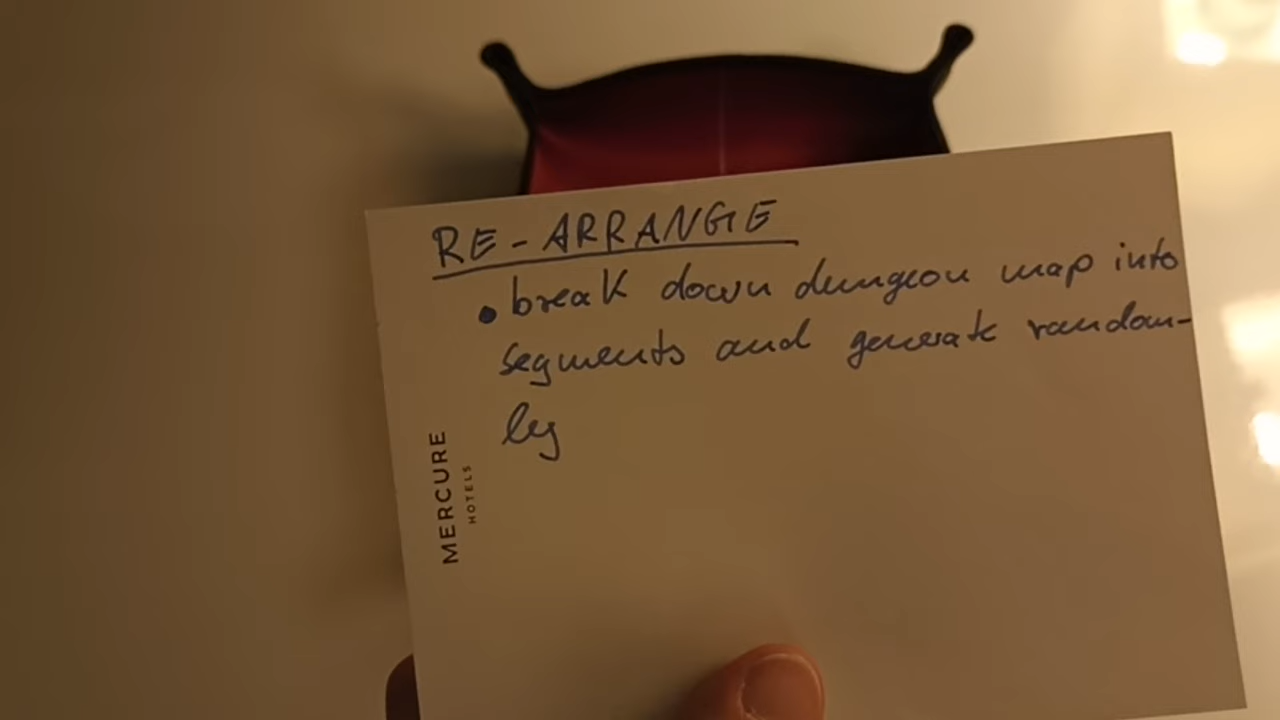 RE-ARRANGE
• break down dungeon map into
segments and generate random-
ly
MERCURE
HOTELS